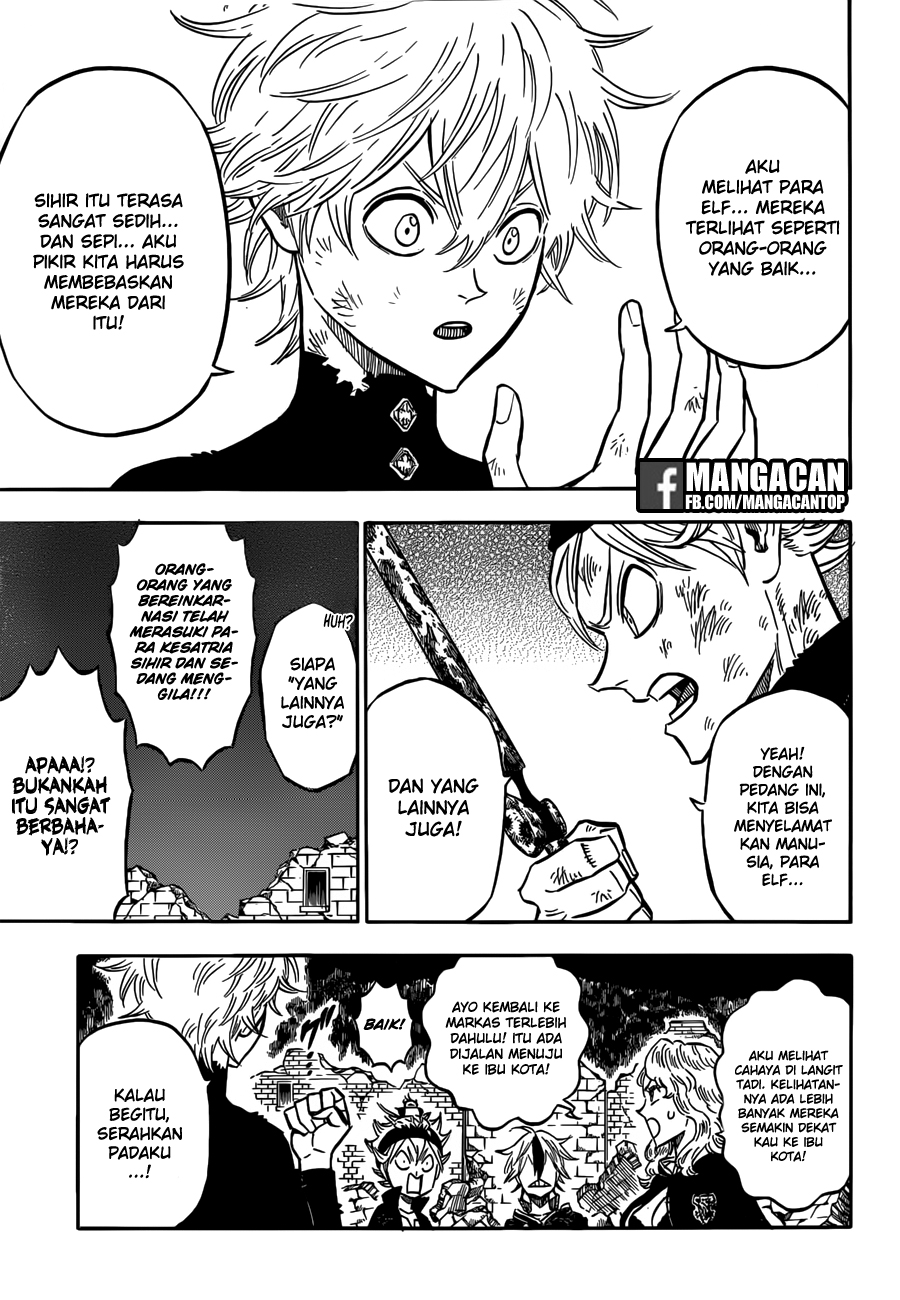 AKU
MELIHAT PARA
ELF... MEREKA
TERLIHAT SEPERTI
ORANG-ORANG
YANG BAIK...
SIHIR ITU TERASA
SANGAT SEDIH...
DAN SEPI... AKU
PIKIR KITA HARUS
MEMBEBASKAN
MEREKA DARI
ITU!
MANGACAN
FB.COM/MANGACANTOP
YEAH!
DENGAN
PEDANG INI,
KITA BISA
MENYELAMAT
KAN MANU-
SIA, PARA
ELF...
DAN YANG
LAINNYA
JUGA!
HUH?
SIAPA
"YANG
LAINNYA
JUGA?"
ORANG-
ORANG YANG
BEREINKAR-
NASI TELAH
MERASUKI PA-
RA KESATRIA
SIHIR DAN SE-
DANG MENG-
GILA!!!
APAAA!?
BUKANKAH
ITU SANGAT
BERBAHA-
YA!?
AKU MELIHAT
CAHAYA DI LANGIT
TADI. KELIHATAN-
NYA ADA LEBIH
BANYAK MEREKA
SEMAKIN DEKAT
KAU KE IBU
KOTA!
AYO KEMBALI KE
MARKAS TERLEBIH
DAHULU! ITU ADA
DIJALAN MENUJU
KE IBU KOTA!
BAIK!
KALAU
BEGITU,
SERAHKAN
PADAKU
...!